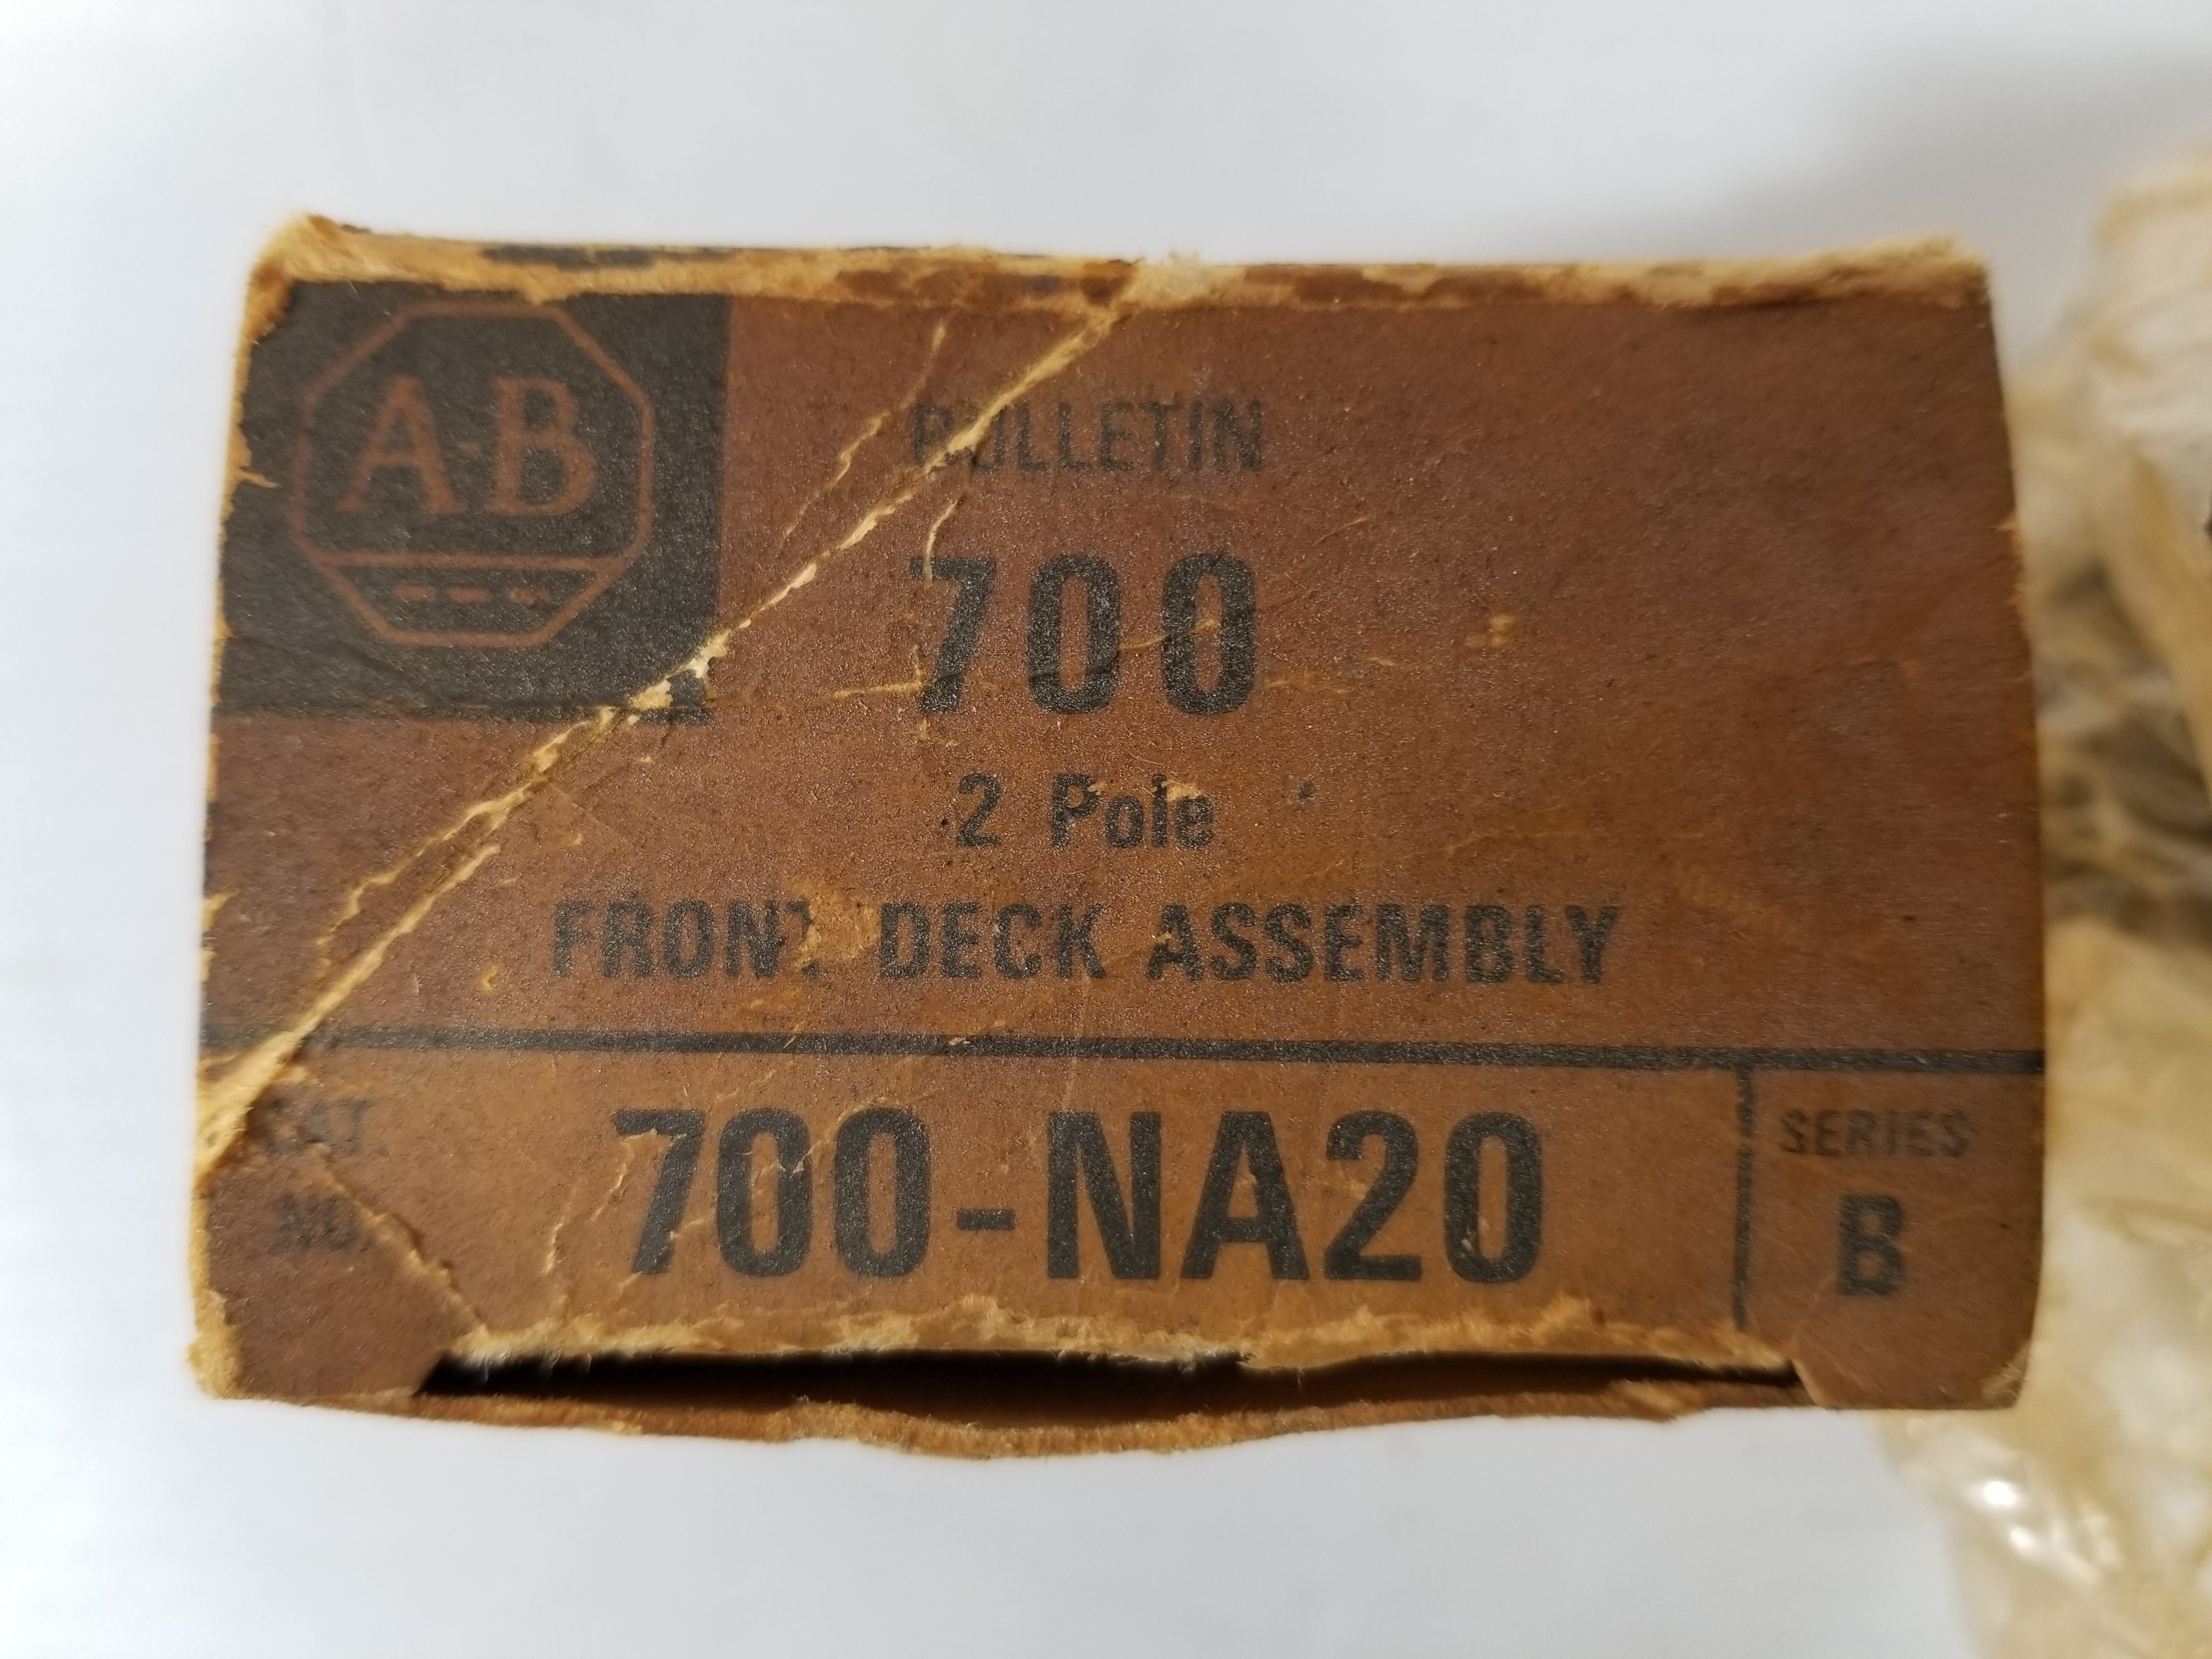 A-B
BULLETIN
700
2 Pole
FRONT DECK ASSEMBLY
CAT.
NO.
700-NA20
SERIES
B